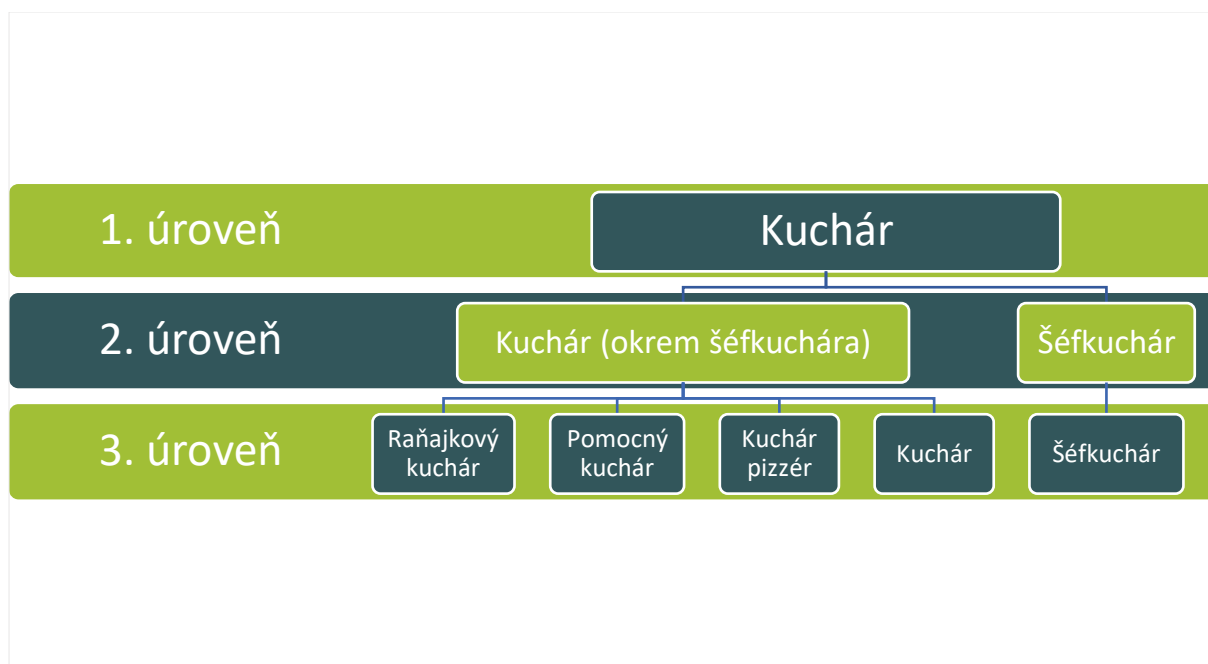 1. úroveň
Kuchár
2. úroveň
Kuchár (okrem šéfkuchára)
Šéfkuchár
3. úroveň
Raňajkový
kuchár
Pomocný
kuchár
Kuchár
pizzér
Kuchár
Šéfkuchár